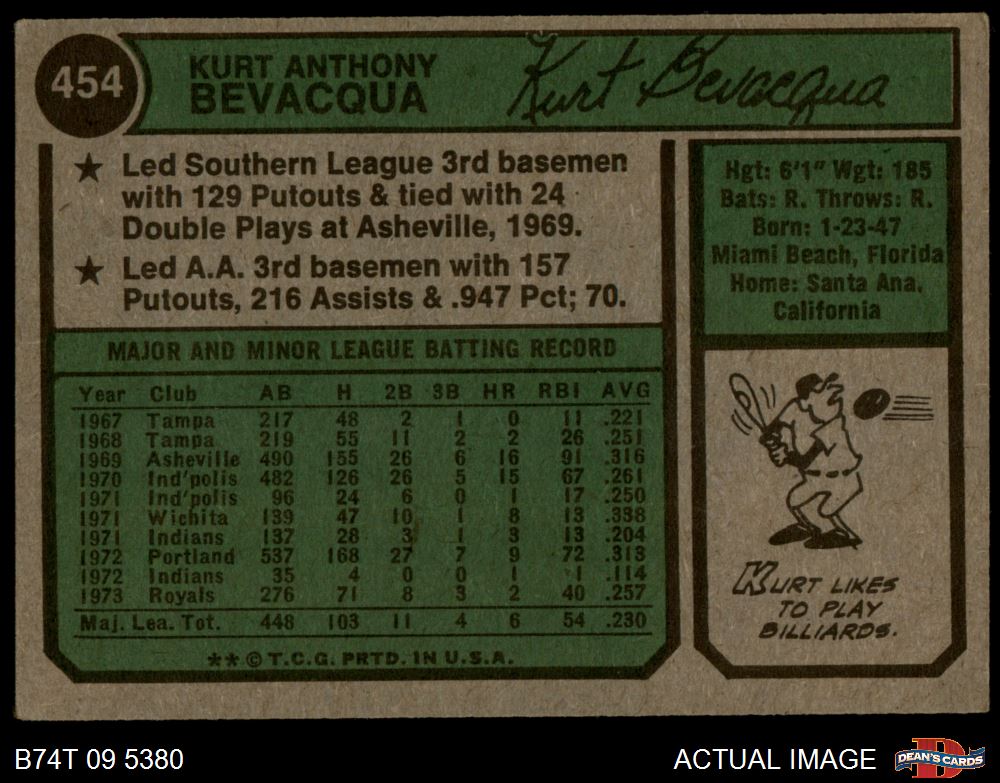 454
KURT ANTHONY
BEVACQUA
Kurt Bevacqua
★ Led Southern League 3rd basemen
with 129 Putouts & tied with 24
Double Plays at Asheville, 1969.
★ Led A.A. 3rd basemen with 157
Putouts, 216 Assists & .947 Pct; 70.
Hgt: 6'1" Wgt: 185
Bats: R. Throws: R.
Born: 1-23-47
Miami Beach, Florida
Home: Santa Ana,
California
MAJOR AND MINOR LEAGUE BATTING RECORD
Year Club AB H 2B 3B HR RBI AVG
1967 Tampa 217 48 2 1 0 11 .221
1968 Tampa 219 55 11 2 2 26 .251
1969 Asheville 490 155 26 6 16 91 .316
1970 Ind'polis 482 126 26 5 15 67 .261
1971 Ind'polis 96 24 6 0 1 17 .250
1971 Wichita 139 47 10 1 8 13 .338
1971 Indians 137 28 3 1 3 13 .204
1972 Portland 537 168 27 7 9 72 .313
1972 Indians 35 4 0 0 1 1 .114
1973 Royals 276 71 8 3 2 40 .257
Maj. Lea. Tot. 448 103 11 4 6 54 .230
**©T.C.G. PRTD. IN U.S.A.
KURT LIKES
TO PLAY
BILLIARDS.
B74T 09 5380
ACTUAL IMAGE
D
DEAN'S CARDS